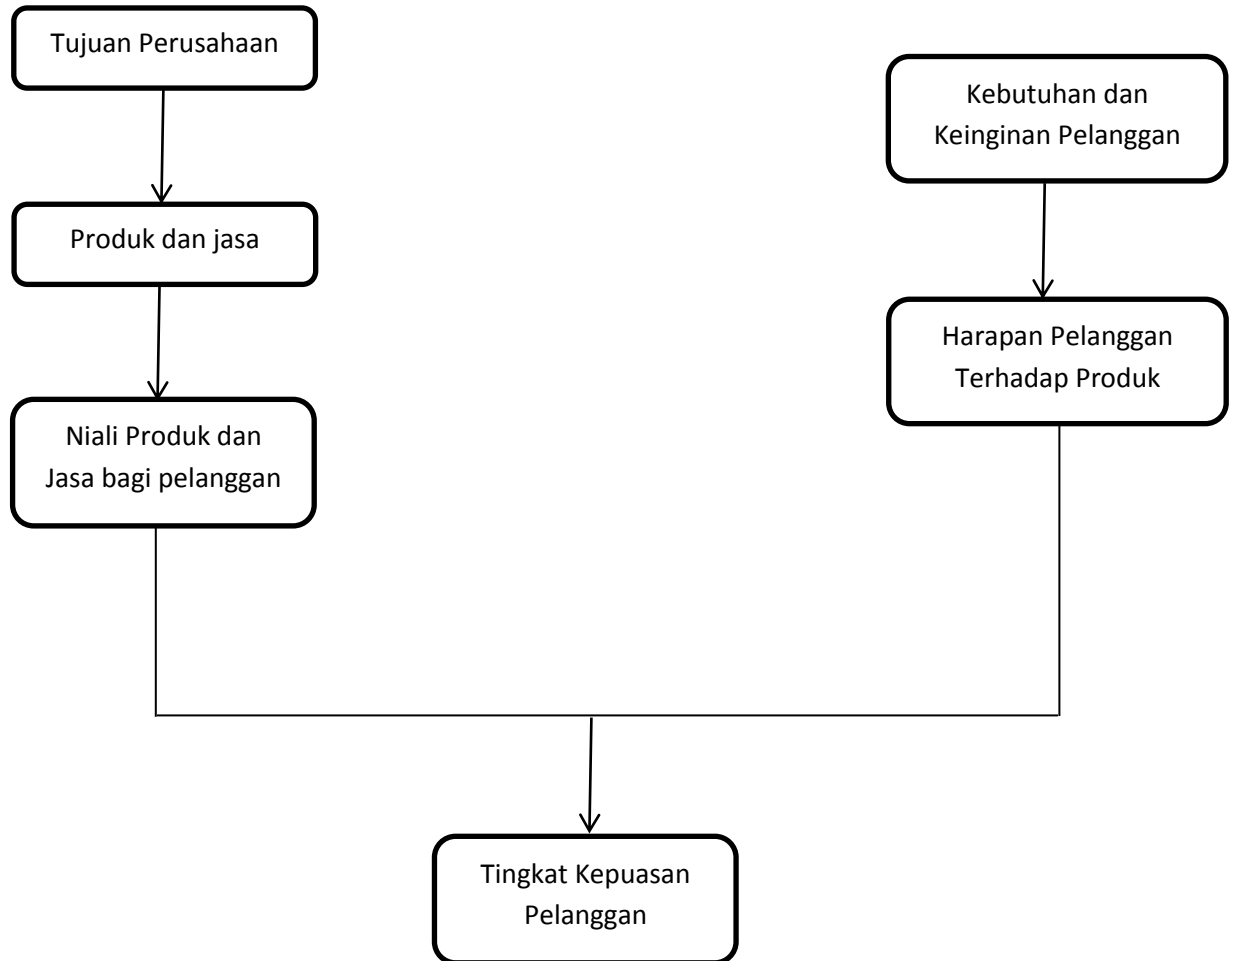 Tujuan Perusahaan
Kebutuhan dan
Keinginan Pelanggan
Produk dan jasa
Harapan Pelanggan
Terhadap Produk
Niali Produk dan
Jasa bagi pelanggan
Tingkat Kepuasan
Pelanggan